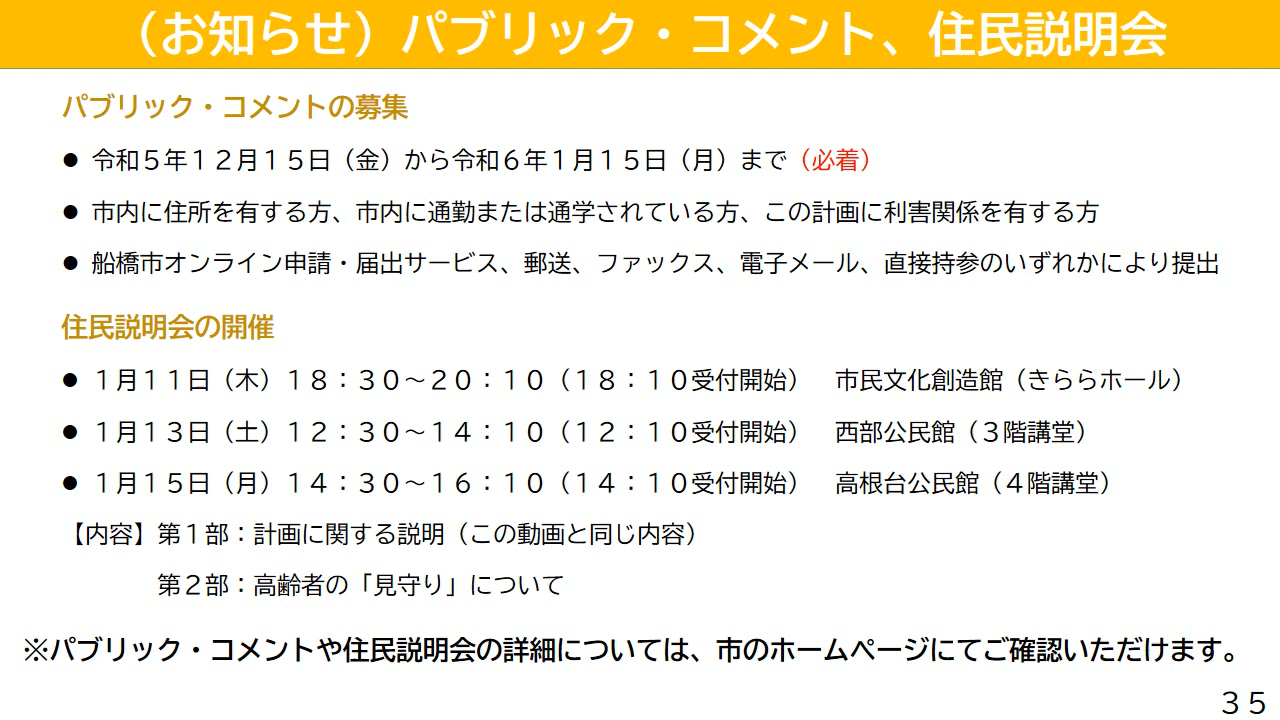 （お知らせ）パブリック・コメント、住民説明会
パブリック・コメントの募集
● 令和５年１２月１５日（金）から令和６年１月１５日（月）まで（必着）
● 市内に住所を有する方、市内に通勤または通学されている方、この計画に利害関係を有する方
● 船橋市オンライン申請・届出サービス、郵送、ファックス、電子メール、直接持参のいずれかにより提出
住民説明会の開催
● １月１１日（木）１８：３０～２０：１０（１８：１０受付開始）　市民文化創造館（きららホール）
● １月１３日（土）１２：３０～１４：１０（１２：１０受付開始）　西部公民館（３階講堂）
● １月１５日（月）１４：３０～１６：１０（１４：１０受付開始）　高根台公民館（４階講堂）
【内容】第１部：計画に関する説明（この動画と同じ内容）
第２部：高齢者の「見守り」について
※パブリック・コメントや住民説明会の詳細については、市のホームページにてご確認いただけます。
３５